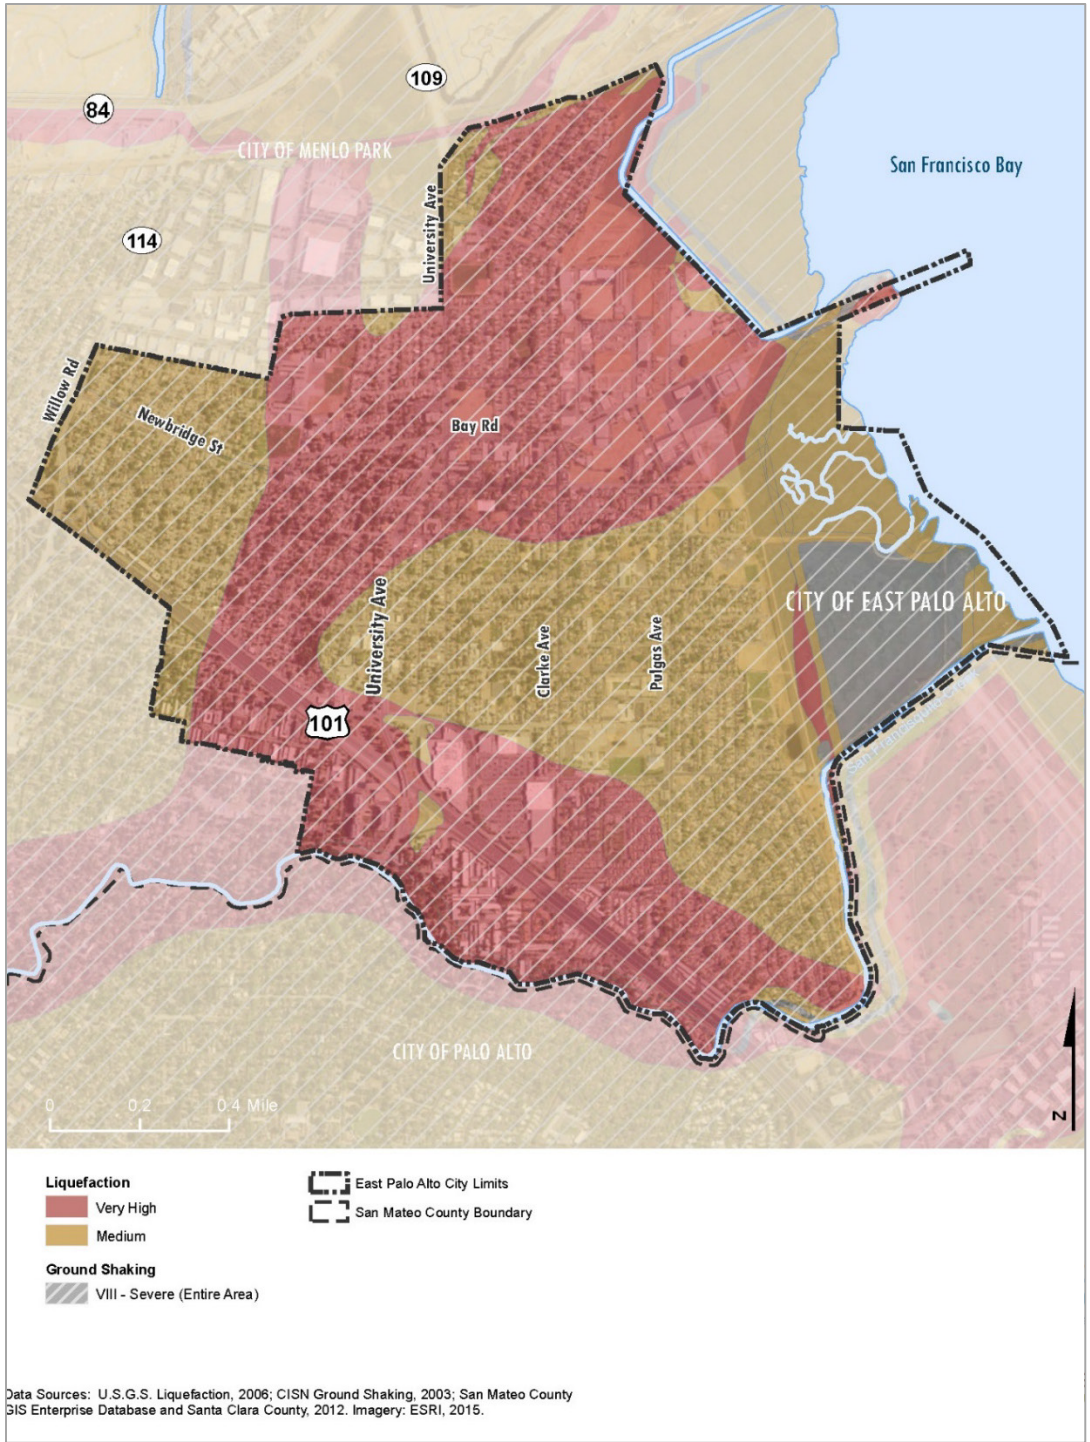 109
84
CITY OF MENLO PARK
San Francisco Bay
University Ave
114
Willow Rd
Newbridge St
Bay Rd
CITY OF EAST PALO ALTO
University Ave
Clarke Ave
Pulgas Ave
101
San Francisquito Creek
CITY OF PALO ALTO
0 0.2 0.4 Mile
N
Liquefaction
Very High
Medium
Ground Shaking
VIII - Severe (Entire Area)
East Palo Alto City Limits
San Mateo County Boundary
Data Sources: U.S.G.S. Liquefaction, 2006; CISN Ground Shaking, 2003; San Mateo County
GIS Enterprise Database and Santa Clara County, 2012. Imagery: ESRI, 2015.